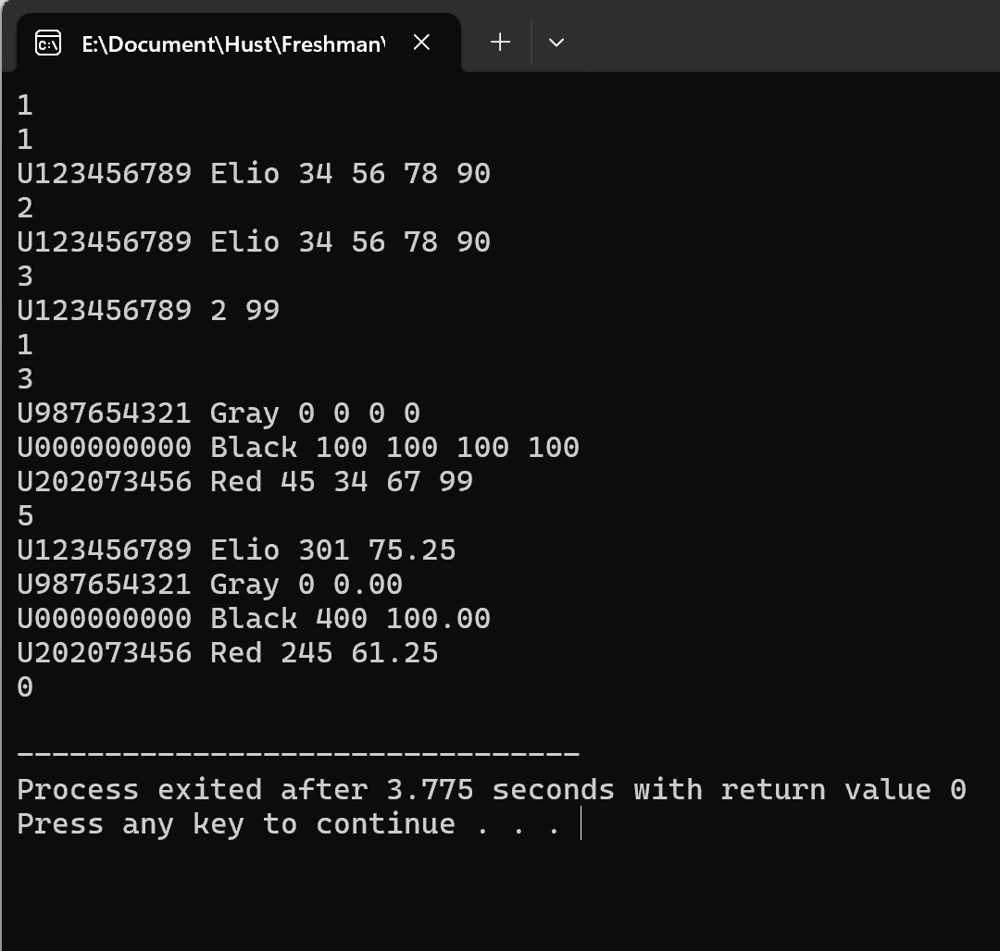 E:\Document\Hust\Freshman\
1
1
U123456789 Elio 34 56 78 90
2
U123456789 Elio 34 56 78 90
3
U123456789 2 99
1
3
U987654321 Gray 0 0 0 0
U000000000 Black 100 100 100 100
U202073456 Red 45 34 67 99
5
U123456789 Elio 301 75.25
U987654321 Gray 0 0.00
U000000000 Black 400 100.00
U202073456 Red 245 61.25
0
--------------------------------
Process exited after 3.775 seconds with return value 0
Press any key to continue . . .